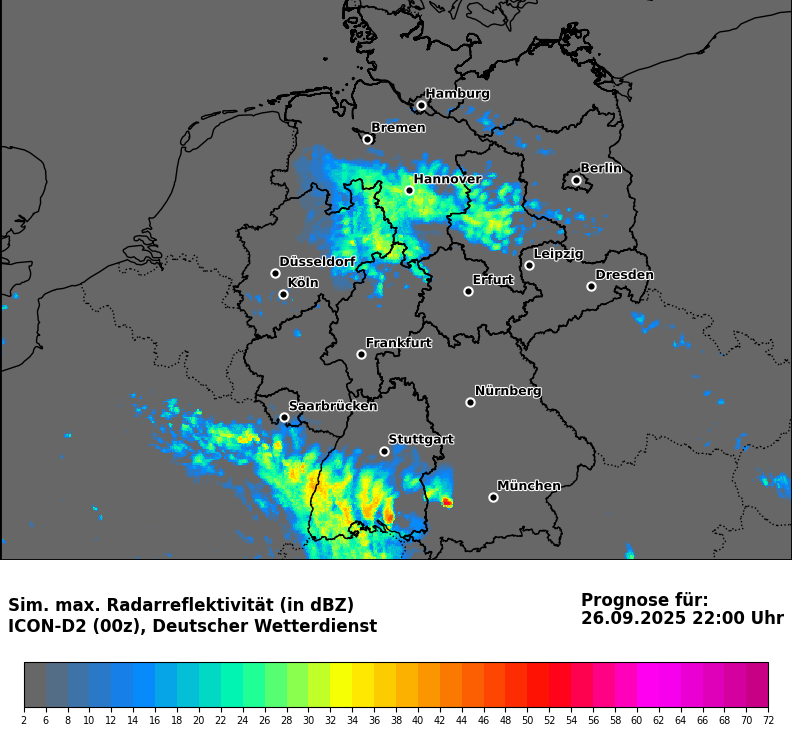 Hamburg
Bremen
Berlin
Hannover
Düsseldorf
Leipzig
Köln
Erfurt
Dresden
Frankfurt
Nürnberg
Saarbrücken
Stuttgart
München
Sim. max. Radarreflektivität (in dBZ)
ICON-D2 (00z), Deutscher Wetterdienst
Prognose für:
26.09.2025 22:00 Uhr
2 6 8 10 12 14 16 18 20 22 24 26 28 30 32 34 36 38 40 42 44 46 48 50 52 54 56 58 60 62 64 66 68 70 72